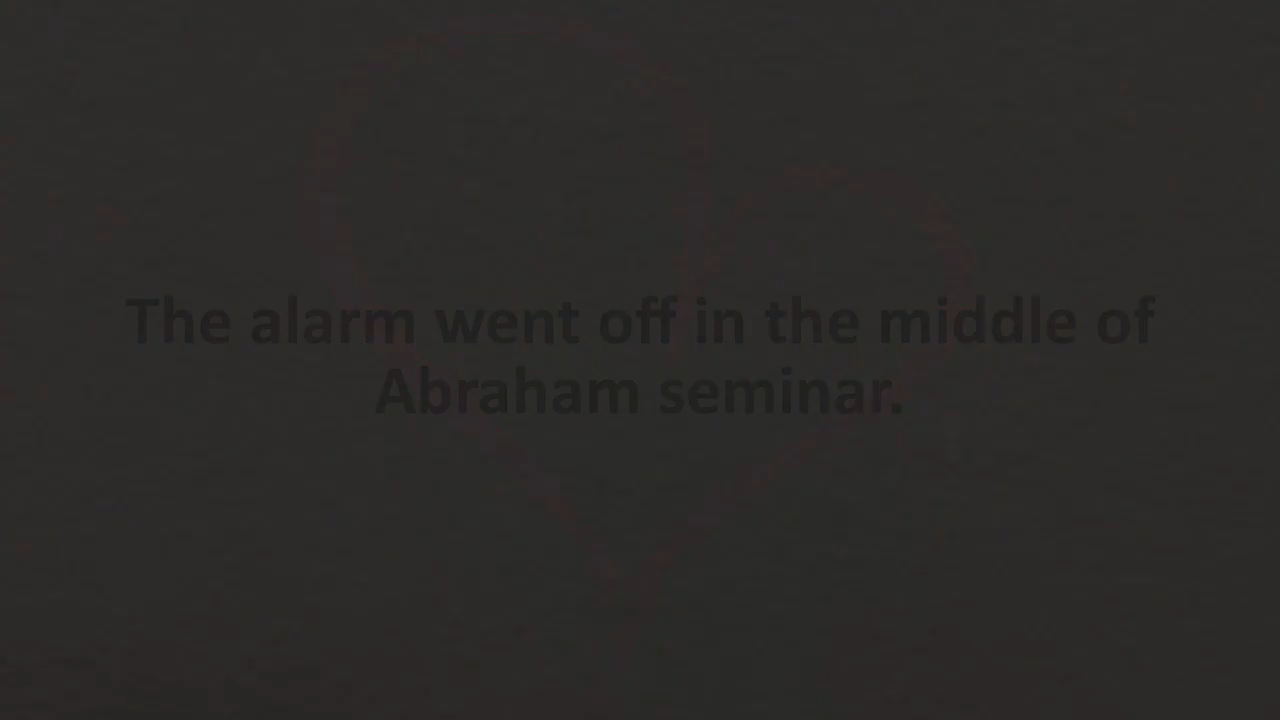 The alarm went off in the middle of
Abraham seminar.